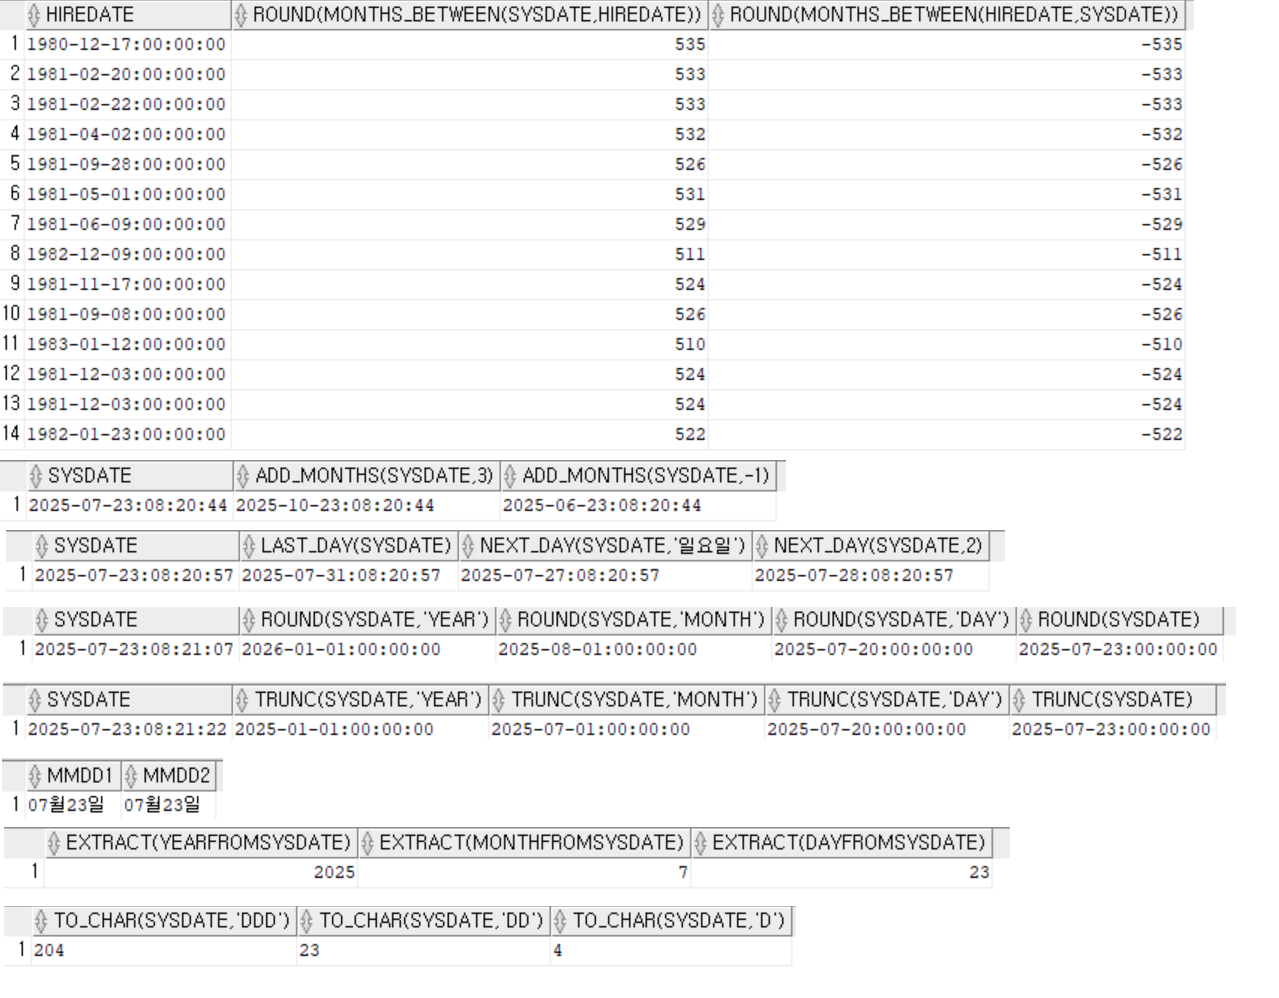 HIREDATE ROUND(MONTHS_BETWEEN(SYSDATE,HIREDATE)) ROUND(MONTHS_BETWEEN(HIREDATE,SYSDATE))
1 1980-12-17:00:00:00 535 -535
2 1981-02-20:00:00:00 533 -533
3 1981-02-22:00:00:00 533 -533
4 1981-04-02:00:00:00 532 -532
5 1981-09-28:00:00:00 526 -526
6 1981-05-01:00:00:00 531 -531
7 1981-06-09:00:00:00 529 -529
8 1982-12-09:00:00:00 511 -511
9 1981-11-17:00:00:00 524 -524
10 1981-09-08:00:00:00 526 -526
11 1983-01-12:00:00:00 510 -510
12 1981-12-03:00:00:00 524 -524
13 1981-12-03:00:00:00 524 -524
14 1982-01-23:00:00:00 522 -522
SYSDATE ADD_MONTHS(SYSDATE,3) ADD_MONTHS(SYSDATE,-1)
1 2025-07-23:08:20:44 2025-10-23:08:20:44 2025-06-23:08:20:44
SYSDATE LAST_DAY(SYSDATE) NEXT_DAY(SYSDATE,'일요일') NEXT_DAY(SYSDATE,2)
1 2025-07-23:08:20:57 2025-07-31:08:20:57 2025-07-27:08:20:57 2025-07-28:08:20:57
SYSDATE ROUND(SYSDATE,'YEAR') ROUND(SYSDATE,'MONTH') ROUND(SYSDATE,'DAY') ROUND(SYSDATE)
1 2025-07-23:08:21:07 2026-01-01:00:00:00 2025-08-01:00:00:00 2025-07-20:00:00:00 2025-07-23:00:00:00
SYSDATE TRUNC(SYSDATE,'YEAR') TRUNC(SYSDATE,'MONTH') TRUNC(SYSDATE,'DAY') TRUNC(SYSDATE)
1 2025-07-23:08:21:22 2025-01-01:00:00:00 2025-07-01:00:00:00 2025-07-20:00:00:00 2025-07-23:00:00:00
MMDD1 MMDD2
1 07월23일 07월23일
EXTRACT(YEARFROMSYSDATE) EXTRACT(MONTHFROMSYSDATE) EXTRACT(DAYFROMSYSDATE)
1 2025 7 23
TO_CHAR(SYSDATE,'DDD') TO_CHAR(SYSDATE,'DD') TO_CHAR(SYSDATE,'D')
1 204 23 4